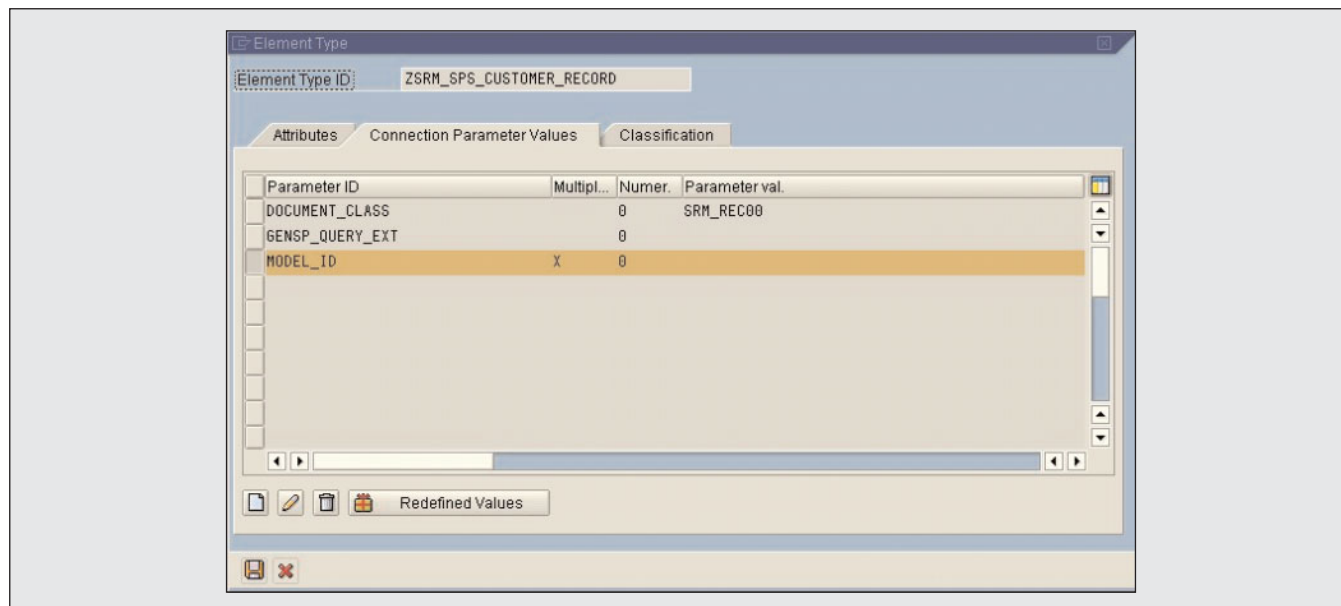 Element Type
Element Type ID ZSRM_SPS_CUSTOMER_RECORD
Attributes Connection Parameter Values Classification
Parameter ID Multipl... Numer. Parameter val.
DOCUMENT_CLASS 0 SRM_REC00
GENSP_QUERY_EXT 0
MODEL_ID X 0
Redefined Values